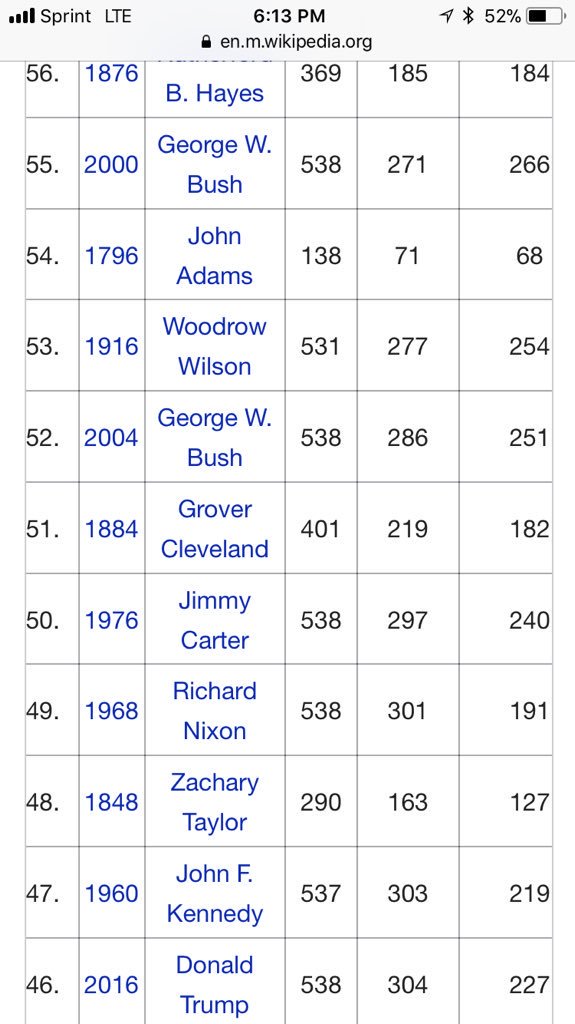 Sprint LTE 6:13 PM 52%
en.m.wikipedia.org
56. 1876 B. Hayes 369 185 184
55. 2000 George W. Bush 538 271 266
54. 1796 John Adams 138 71 68
53. 1916 Woodrow Wilson 531 277 254
52. 2004 George W. Bush 538 286 251
51. 1884 Grover Cleveland 401 219 182
50. 1976 Jimmy Carter 538 297 240
49. 1968 Richard Nixon 538 301 191
48. 1848 Zachary Taylor 290 163 127
47. 1960 John F. Kennedy 537 303 219
46. 2016 Donald Trump 538 304 227